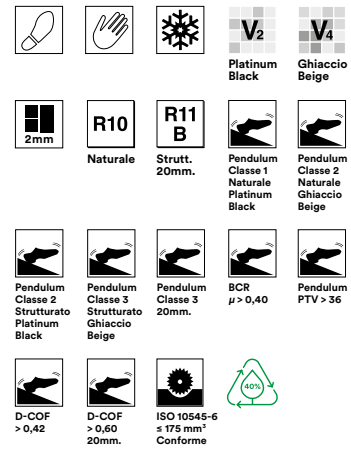 V2
V4
Platinum
Black
Ghiaccio
Beige
2mm
R10
R11
B
Naturale
Strutt.
20mm.
Pendulum
Classe 1
Naturale
Platinum
Black
Pendulum
Classe 2
Naturale
Ghiaccio
Beige
Pendulum
Classe 2
Strutturato
Platinum
Black
Pendulum
Classe 3
Strutturato
Ghiaccio
Beige
Pendulum
Classe 3
20mm.
BCR
μ > 0,40
Pendulum
PTV > 36
D-COF
> 0,42
D-COF
> 0,60
20mm.
ISO 10545-6
≤ 175 mm³
Conforme
40%